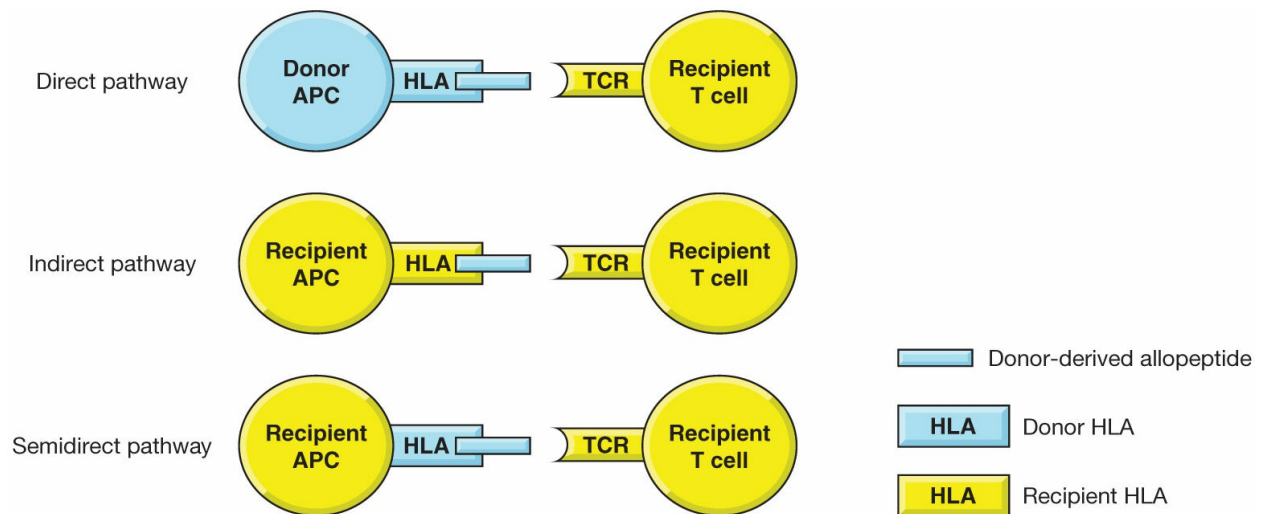 Direct pathway
Donor
APC
HLA
TCR
Recipient
T cell
Indirect pathway
Recipient
APC
HLA
TCR
Recipient
T cell
Semidirect pathway
Recipient
APC
HLA
TCR
Recipient
T cell
Donor-derived allopeptide
HLA
Donor HLA
HLA
Recipient HLA